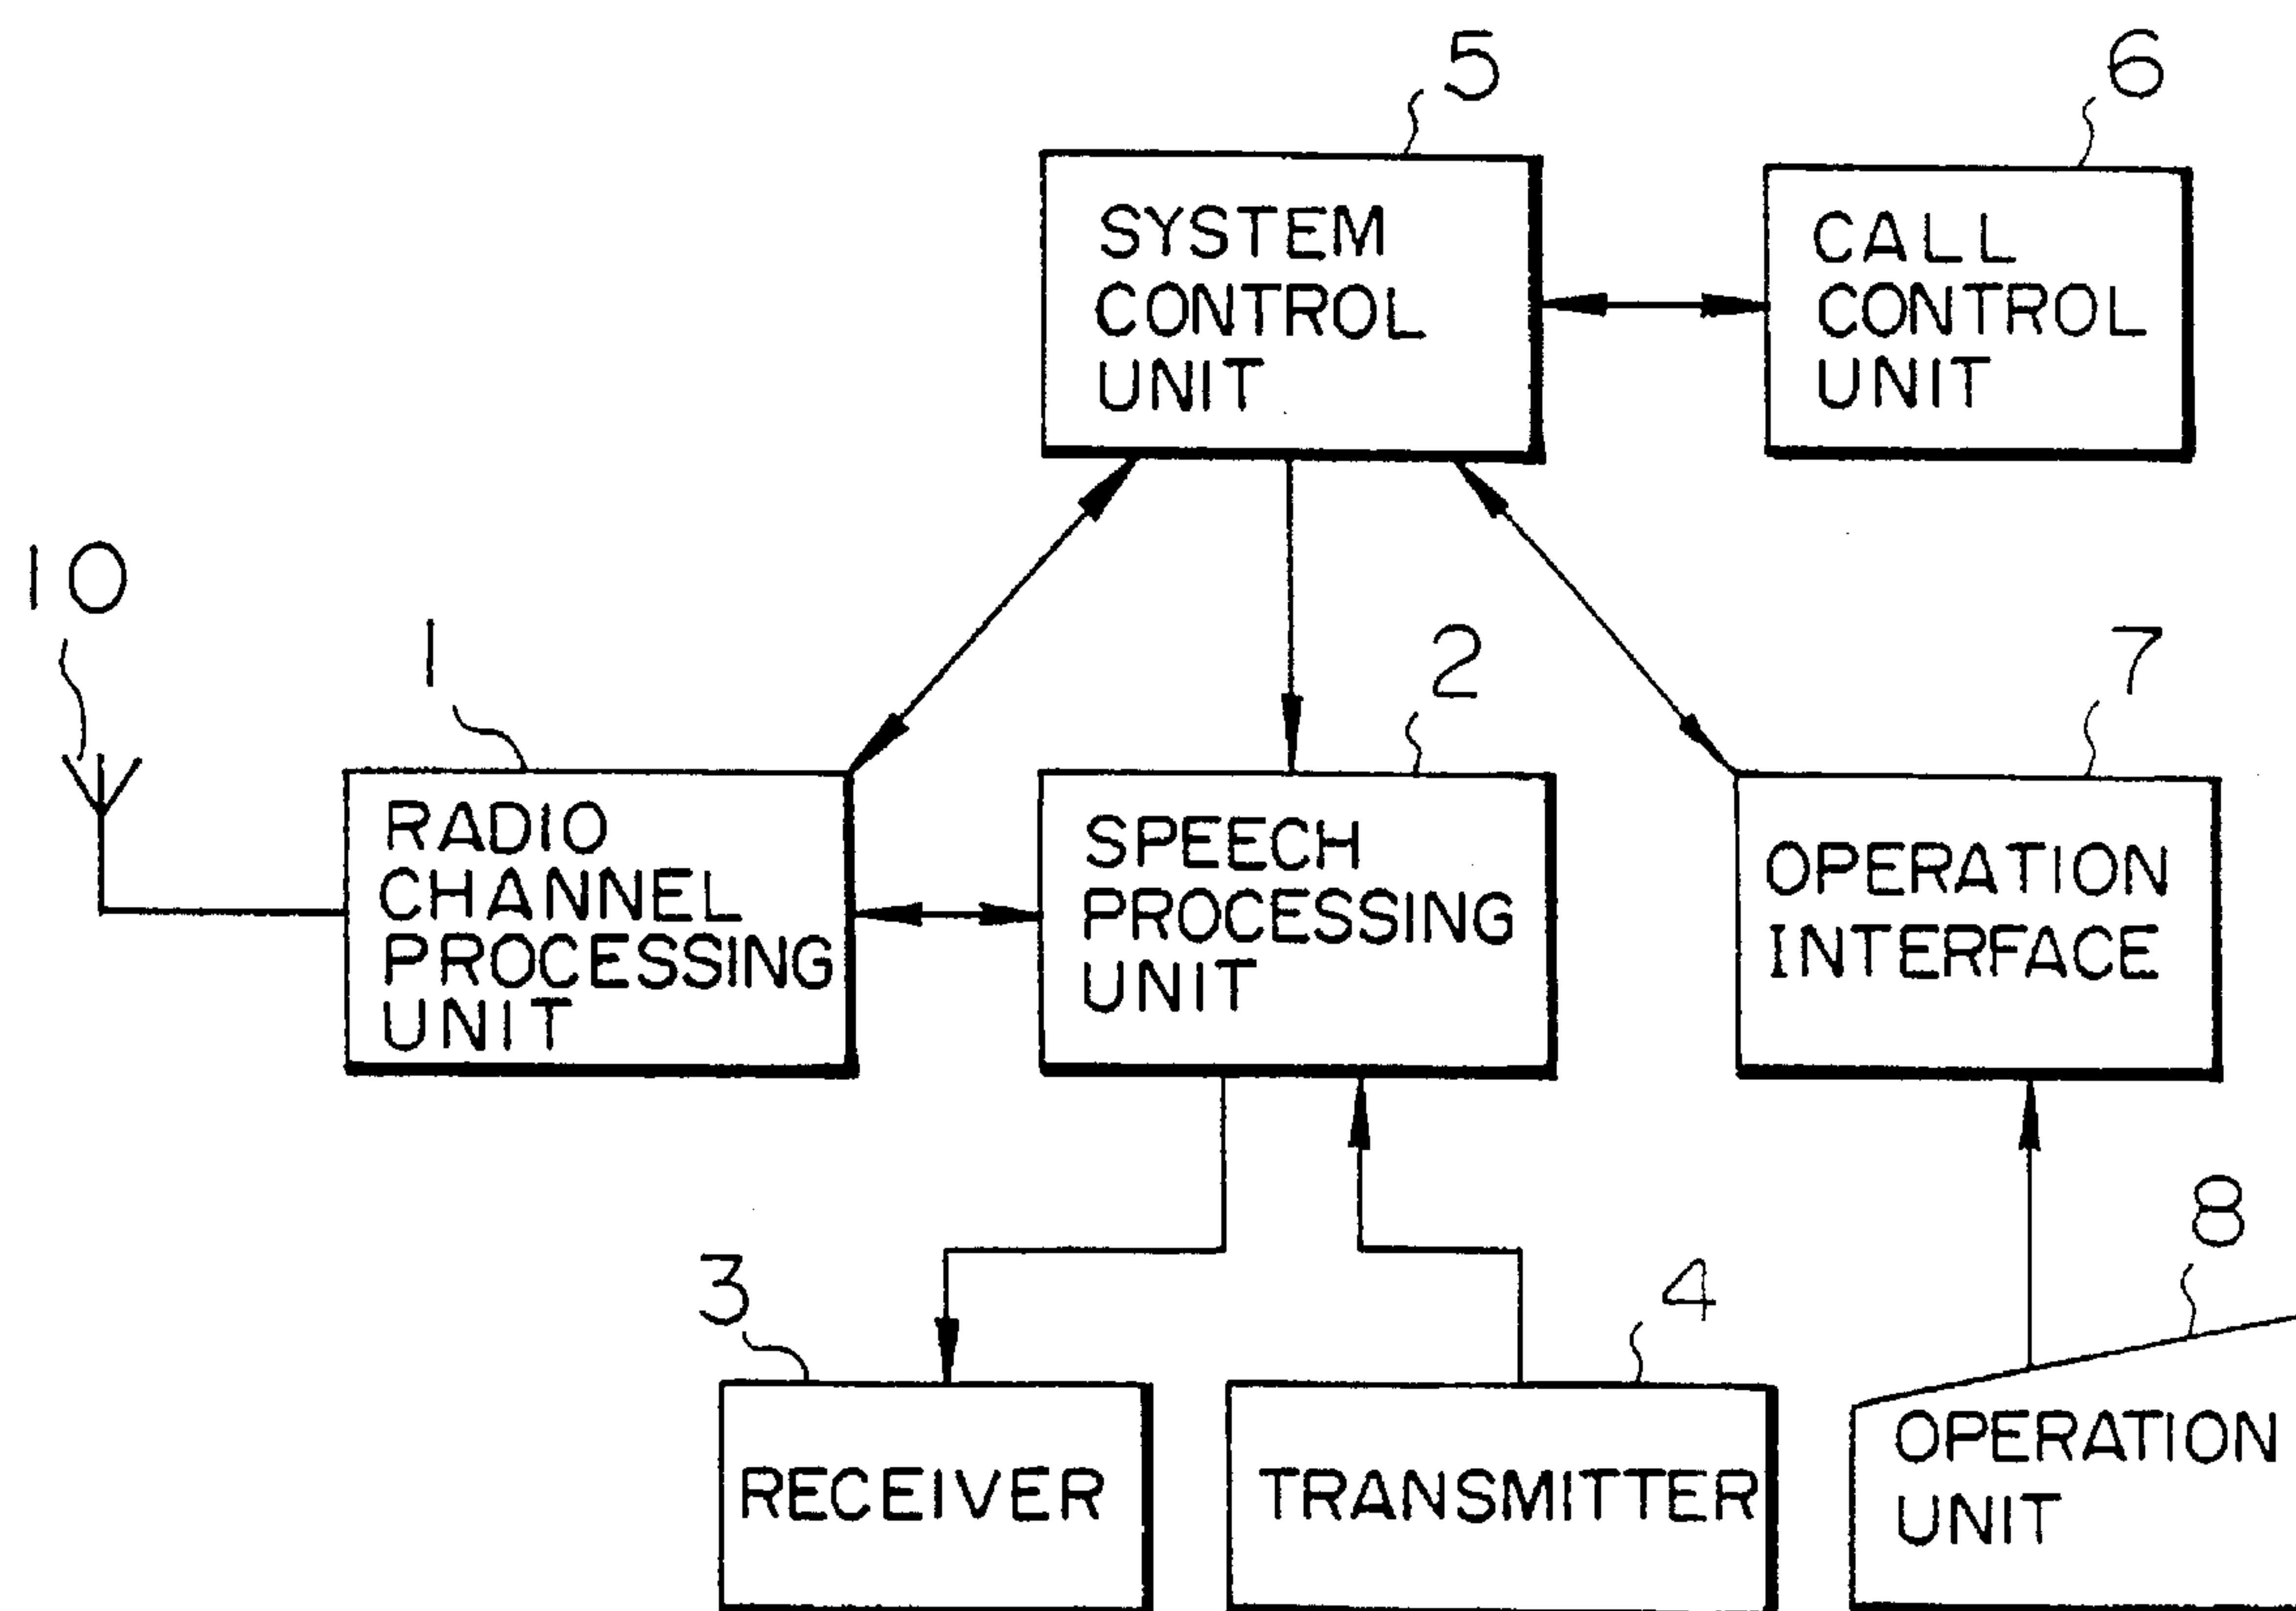 5
6
SYSTEM
CONTROL
UNIT
CALL
CONTROL
UNIT
10
1
2
7
RADIO
CHANNEL
PROCESSING
UNIT
SPEECH
PROCESSING
UNIT
OPERATION
INTERFACE
3
4
8
RECEIVER
TRANSMITTER
OPERATION
UNIT